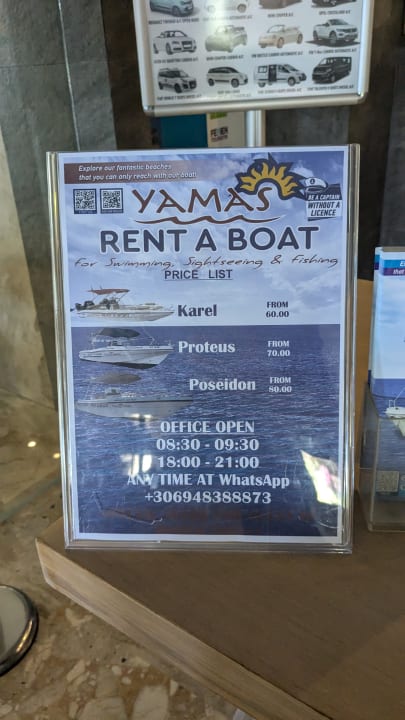 Explore our fantastic beaches
that you can only reach with our boat!
YAMAS
BE A CAPTAIN
WITHOUT A
LICENCE
RENT A BOAT
for Swimming, Sightseeing & Fishing
PRICE LIST
Karel
FROM
60.00
Proteus
FROM
70.00
Poseidon
FROM
80.00
OFFICE OPEN
08:30 - 09:30
18:00 - 21:00
ANY TIME AT WhatsApp
+306948388873